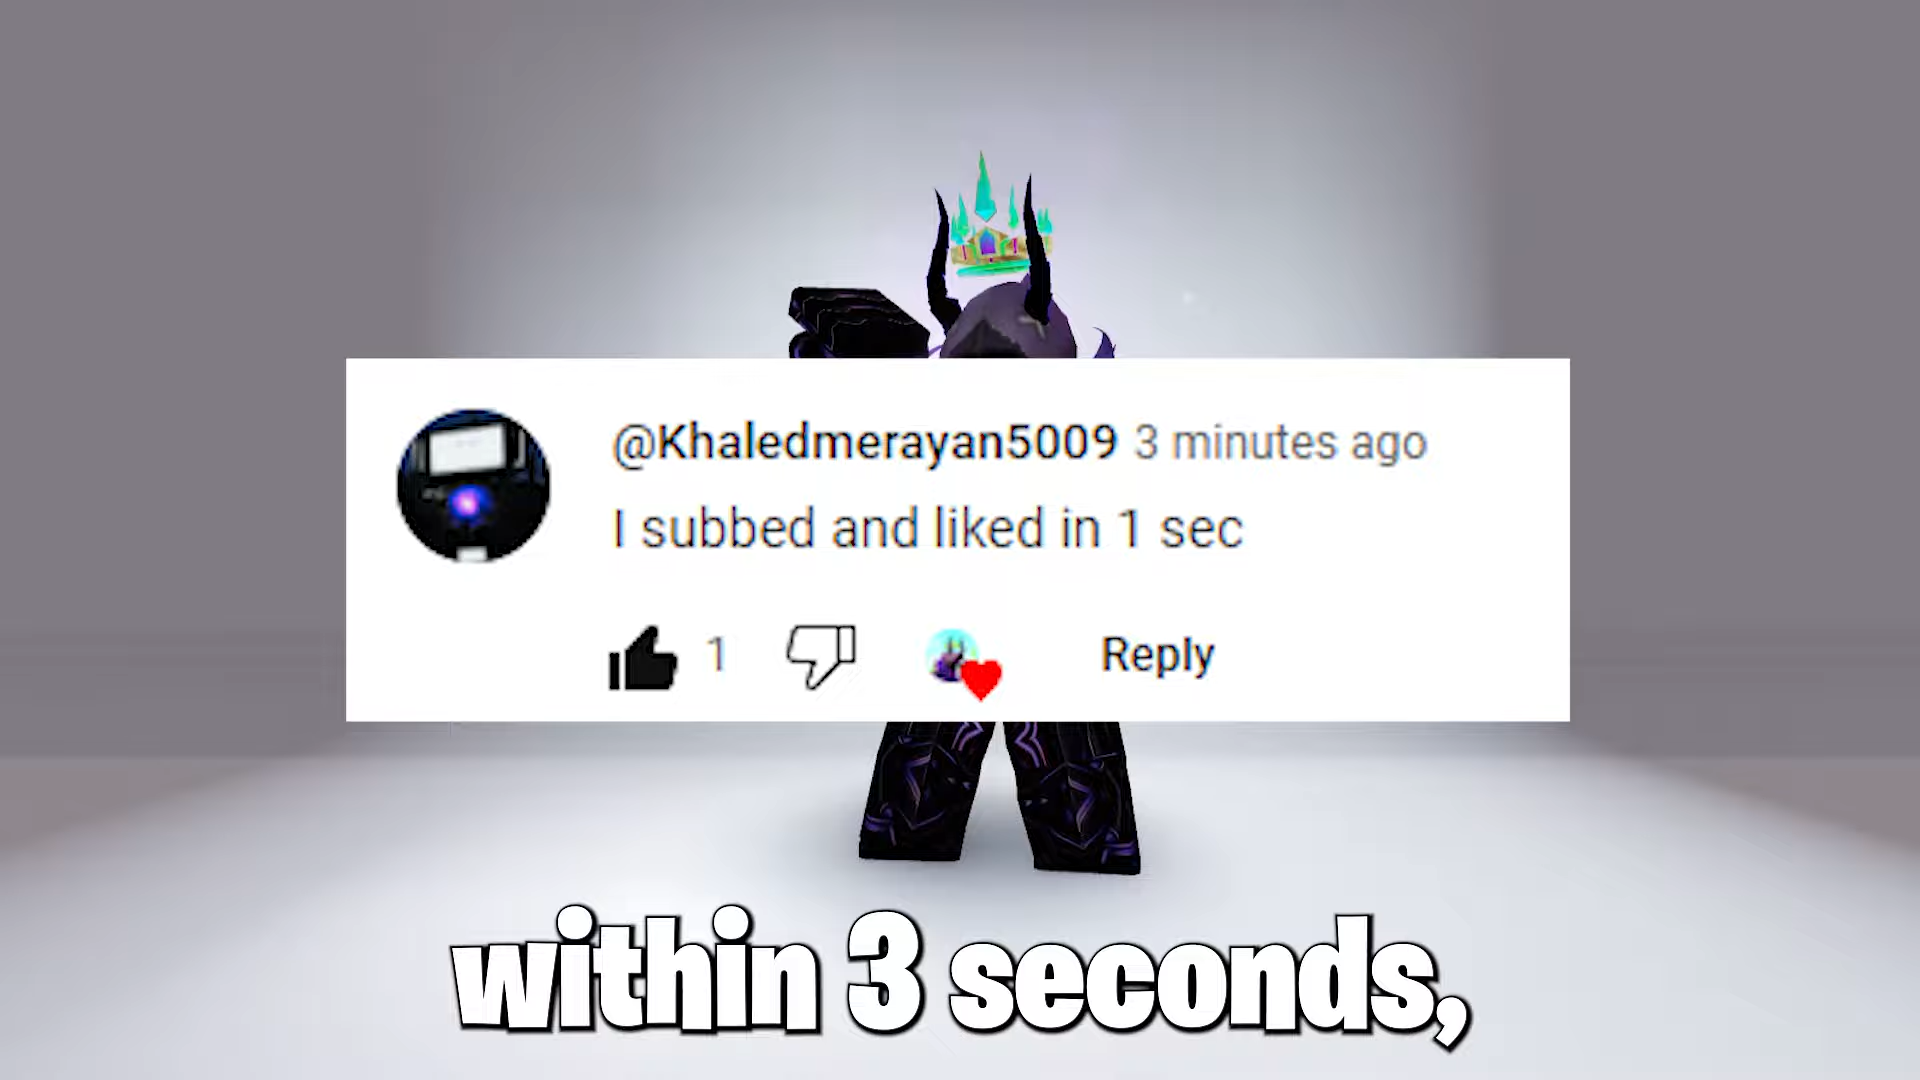 @Khaledmerayan5009 3 minutes ago
I subbed and liked in 1 sec
1 Reply
within 3 seconds,